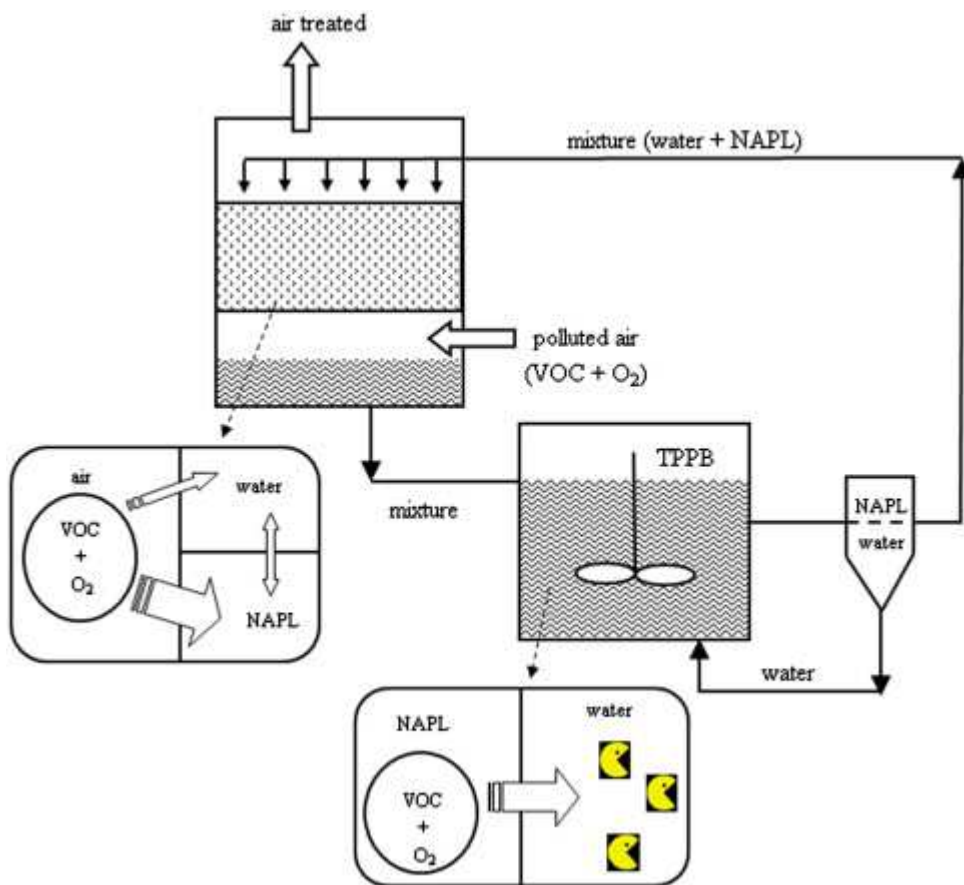 air treated
mixture (water + NAPL)
polluted air
(VOC + O₂)
TPPB
mixture
NAPL
water
water
air
water
VOC
+
O₂
NAPL
NAPL
water
VOC
+
O₂